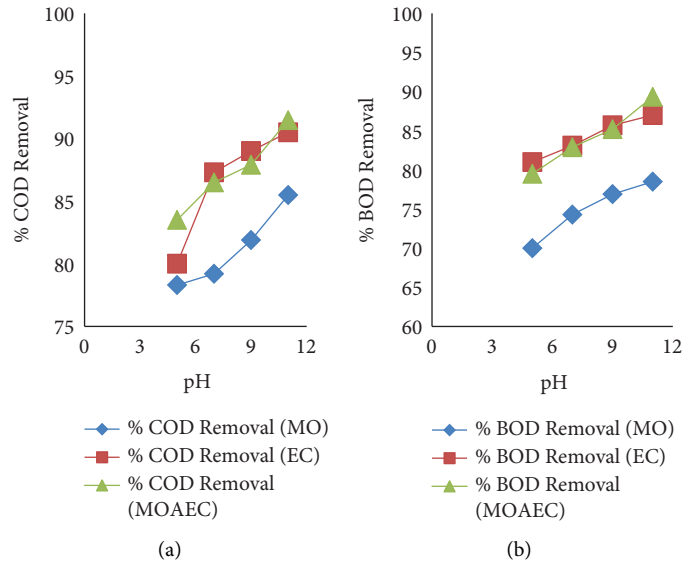 100
95
90
85
80
75
% COD Removal
0
3
6
9
12
pH
% COD Removal (MO)
% COD Removal (EC)
% COD Removal
(MOAEC)
(a)
100
95
90
85
80
75
70
65
60
% BOD Removal
0
3
6
9
12
pH
% BOD Removal (MO)
% BOD Removal (EC)
% BOD Removal
(MOAEC)
(b)